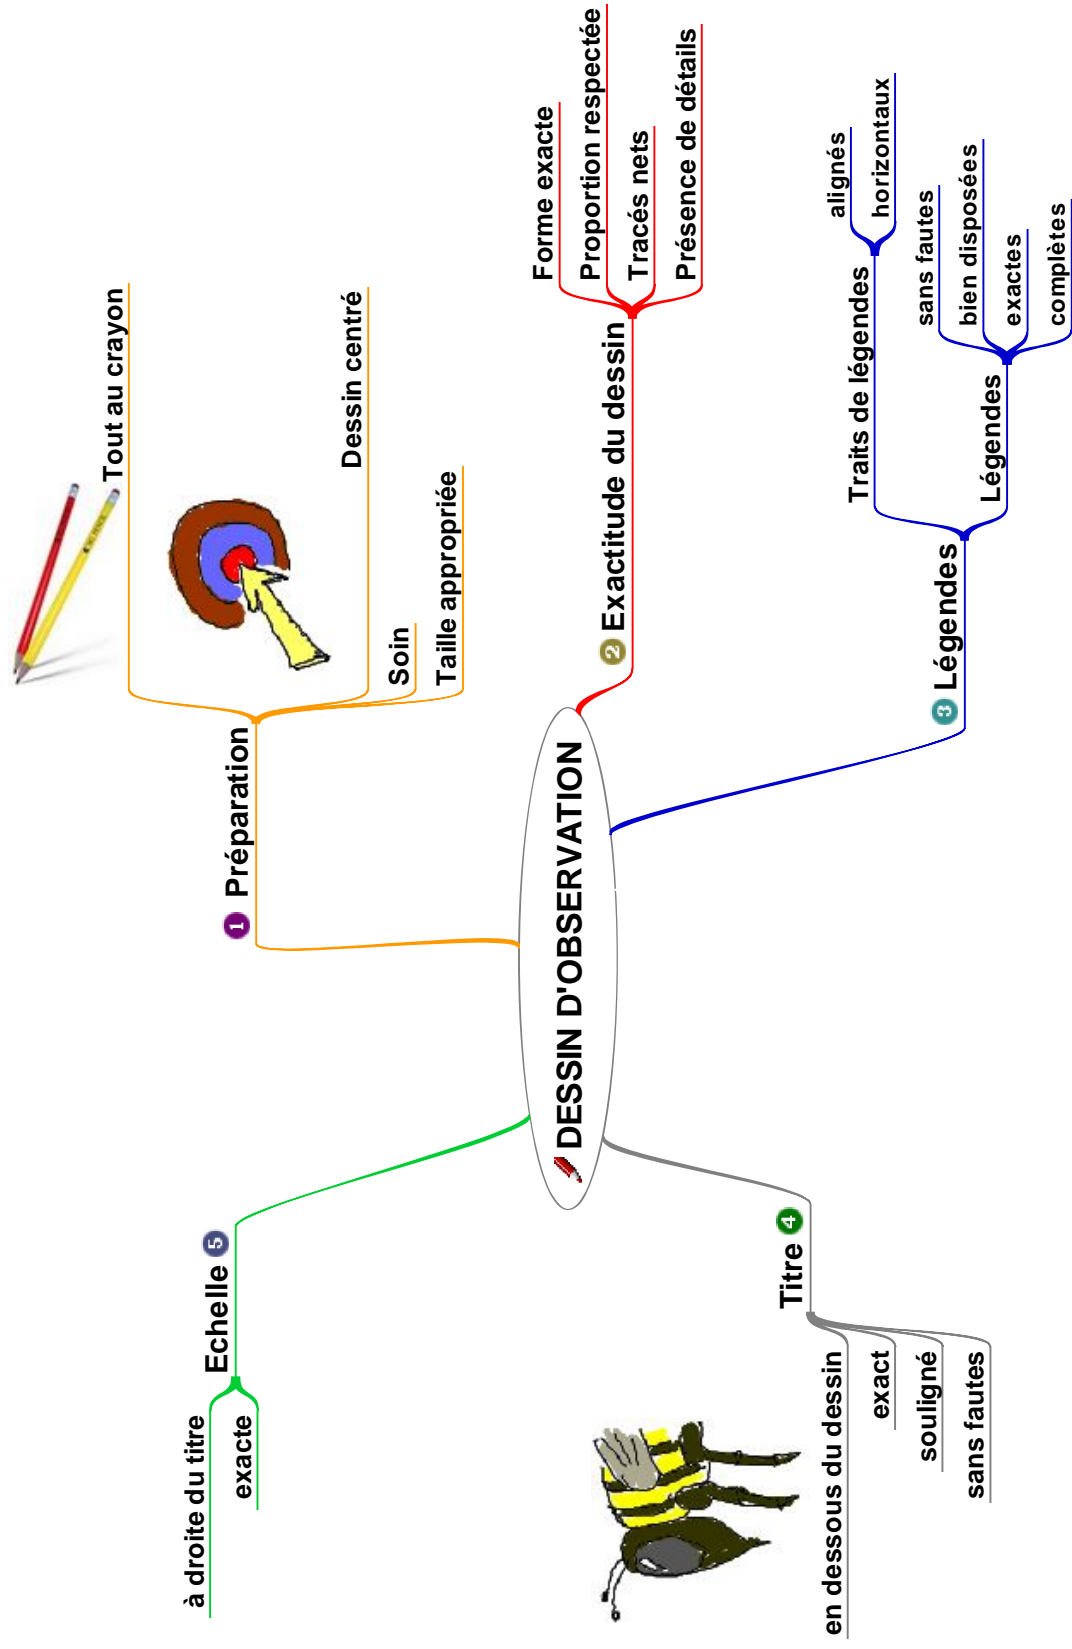 DESSIN D'OBSERVATION
1 Préparation
Tout au crayon
Dessin centré
Soin
Taille appropriée
2 Exactitude du dessin
Forme exacte
Proportion respectée
Tracés nets
Présence de détails
3 Légendes
Traits de légendes
alignés
horizontaux
Légendes
sans fautes
bien disposées
exactes
complètes
Titre 4
en dessous du dessin
exact
souligné
sans fautes
Echelle 5
à droite du titre
exacte